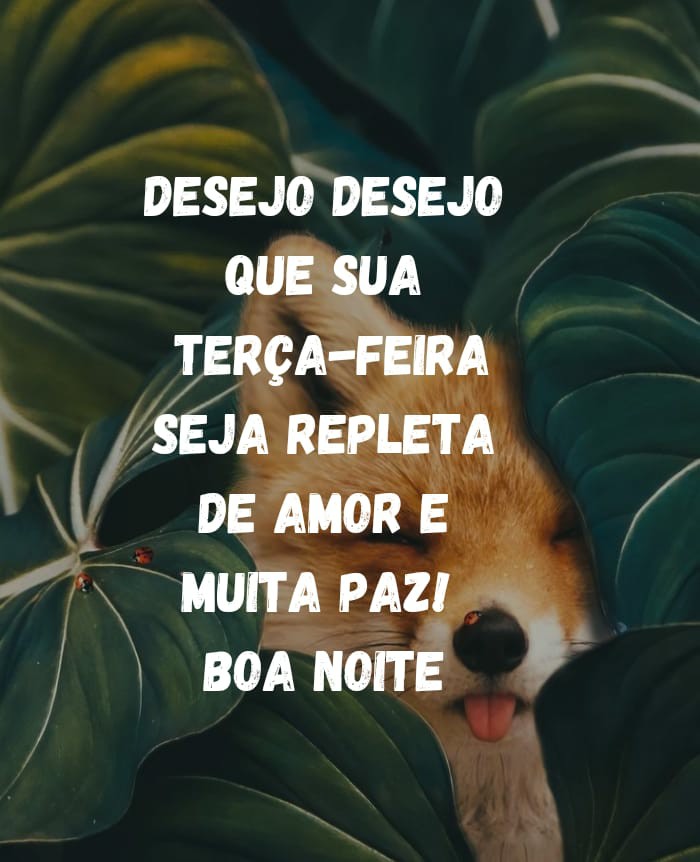 DESEJO DESEJO
QUE SUA
TERÇA-FEIRA
SEJA REPLETA
DE AMOR E
MUITA PAZ!
BOA NOITE